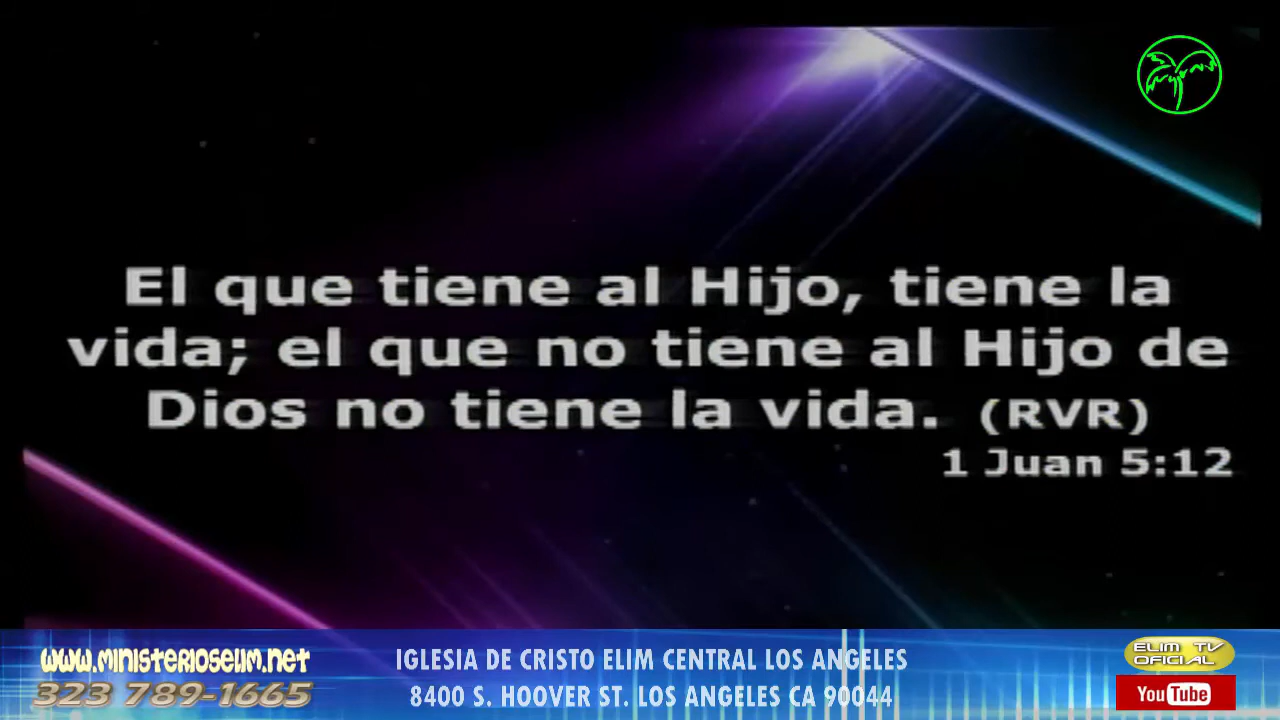 El que tiene al Hijo, tiene la
vida; el que no tiene al Hijo de
Dios no tiene la vida. (RVR)
1 Juan 5:12
www.ministerioselim.net
323 789-1665
IGLESIA DE CRISTO ELIM CENTRAL LOS ANGELES
8400 S. HOOVER ST. LOS ANGELES CA 90044
ELIM TV
OFICIAL
YouTube